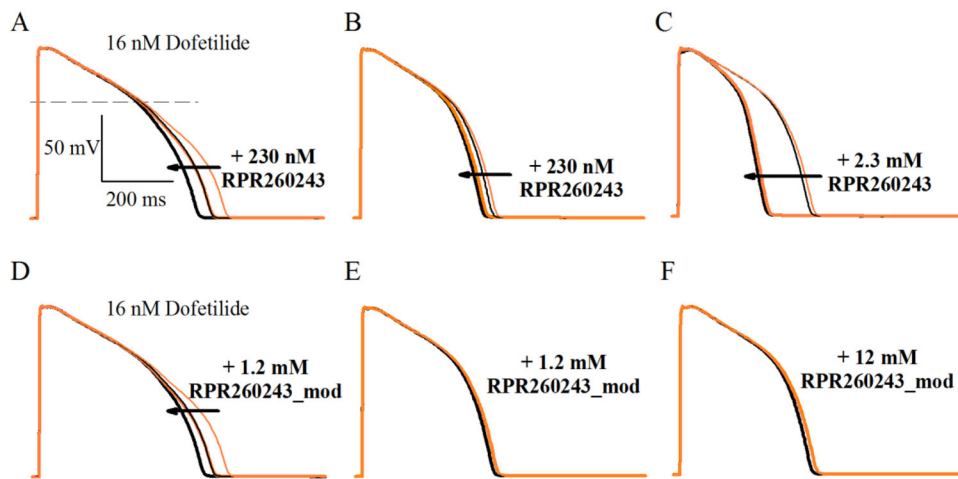 A
16 nM Dofetilide
50 mV
200 ms
+ 230 nM
RPR260243
B
+ 230 nM
RPR260243
C
+ 2.3 mM
RPR260243
D
16 nM Dofetilide
+ 1.2 mM
RPR260243_mod
E
+ 1.2 mM
RPR260243_mod
F
+ 12 mM
RPR260243_mod